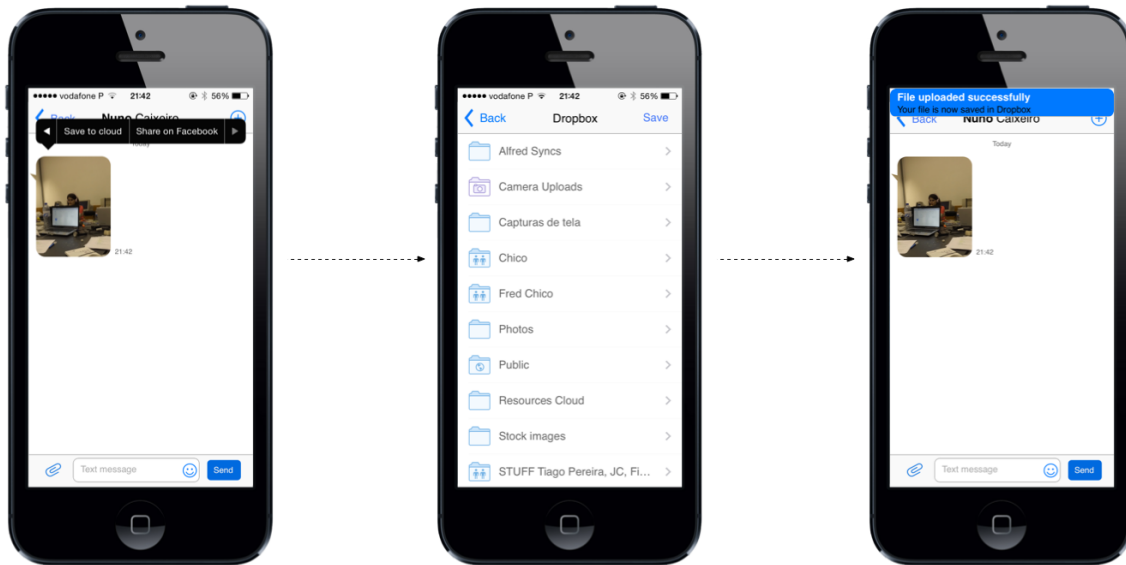 vodafone P 21:42 56%
Back Nuno Caixeiro
Save to cloud Share on Facebook
Today
21:42
Text message Send
vodafone P 21:42 56%
Back Dropbox Save
Alfred Syncs
Camera Uploads
Capturas de tela
Chico
Fred Chico
Photos
Public
Resources Cloud
Stock images
STUFF Tiago Pereira, JC, Fi...
File uploaded successfully
Your file is now saved in Dropbox
Back Nuno Caixeiro
Today
21:42
Text message Send